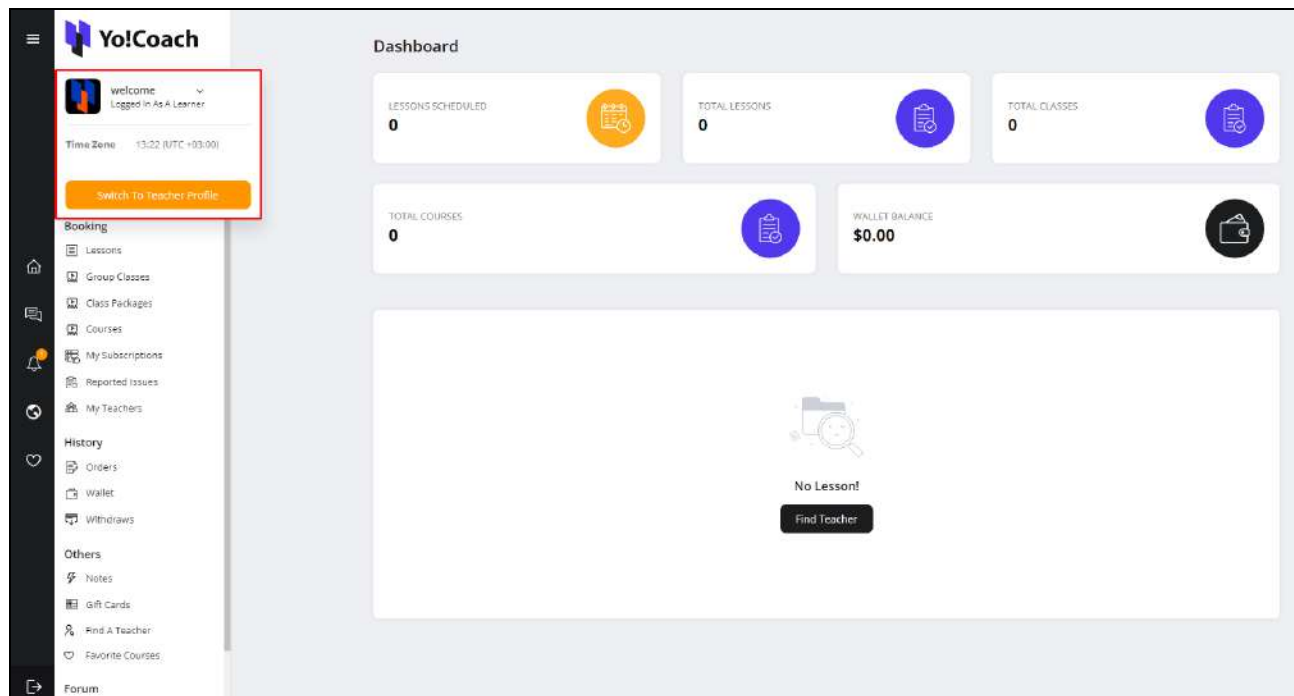 Yo!Coach
welcome
Logged In As A Learner
Time Zone 13:22 (UTC +03:00)
Switch To Teacher Profile
Booking
Lessons
Group Classes
Class Packages
Courses
My Subscriptions
Reported Issues
My Teachers
History
Orders
Wallet
Withdraws
Others
Notes
Gift Cards
Find A Teacher
Favorite Courses
Forum
Dashboard
LESSONS SCHEDULED
0
TOTAL LESSONS
0
TOTAL CLASSES
0
TOTAL COURSES
0
WALLET BALANCE
$0.00
No Lesson!
Find Teacher